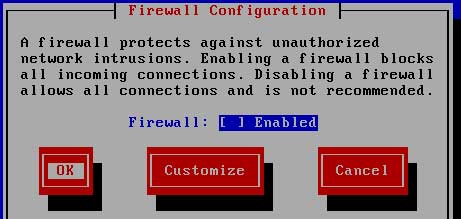 Firewall Configuration
A firewall protects against unauthorized
network intrusions. Enabling a firewall blocks
all incoming connections. Disabling a firewall
allows all connections and is not recommended.
Firewall: [ ] Enabled
OK Customize Cancel